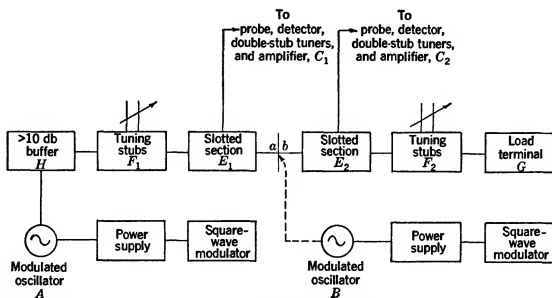 To
probe, detector,
double-stub tuners,
and amplifier, C1
To
probe, detector,
double-stub tuners,
and amplifier, C2
>10 db
buffer
H
Tuning
stubs
F1
Slotted
section
E1
a
b
Slotted
section
E2
Tuning
stubs
F2
Load
terminal
G
Modulated
oscillator
A
Power
supply
Square-
wave
modulator
Modulated
oscillator
B
Power
supply
Square-
wave
modulator